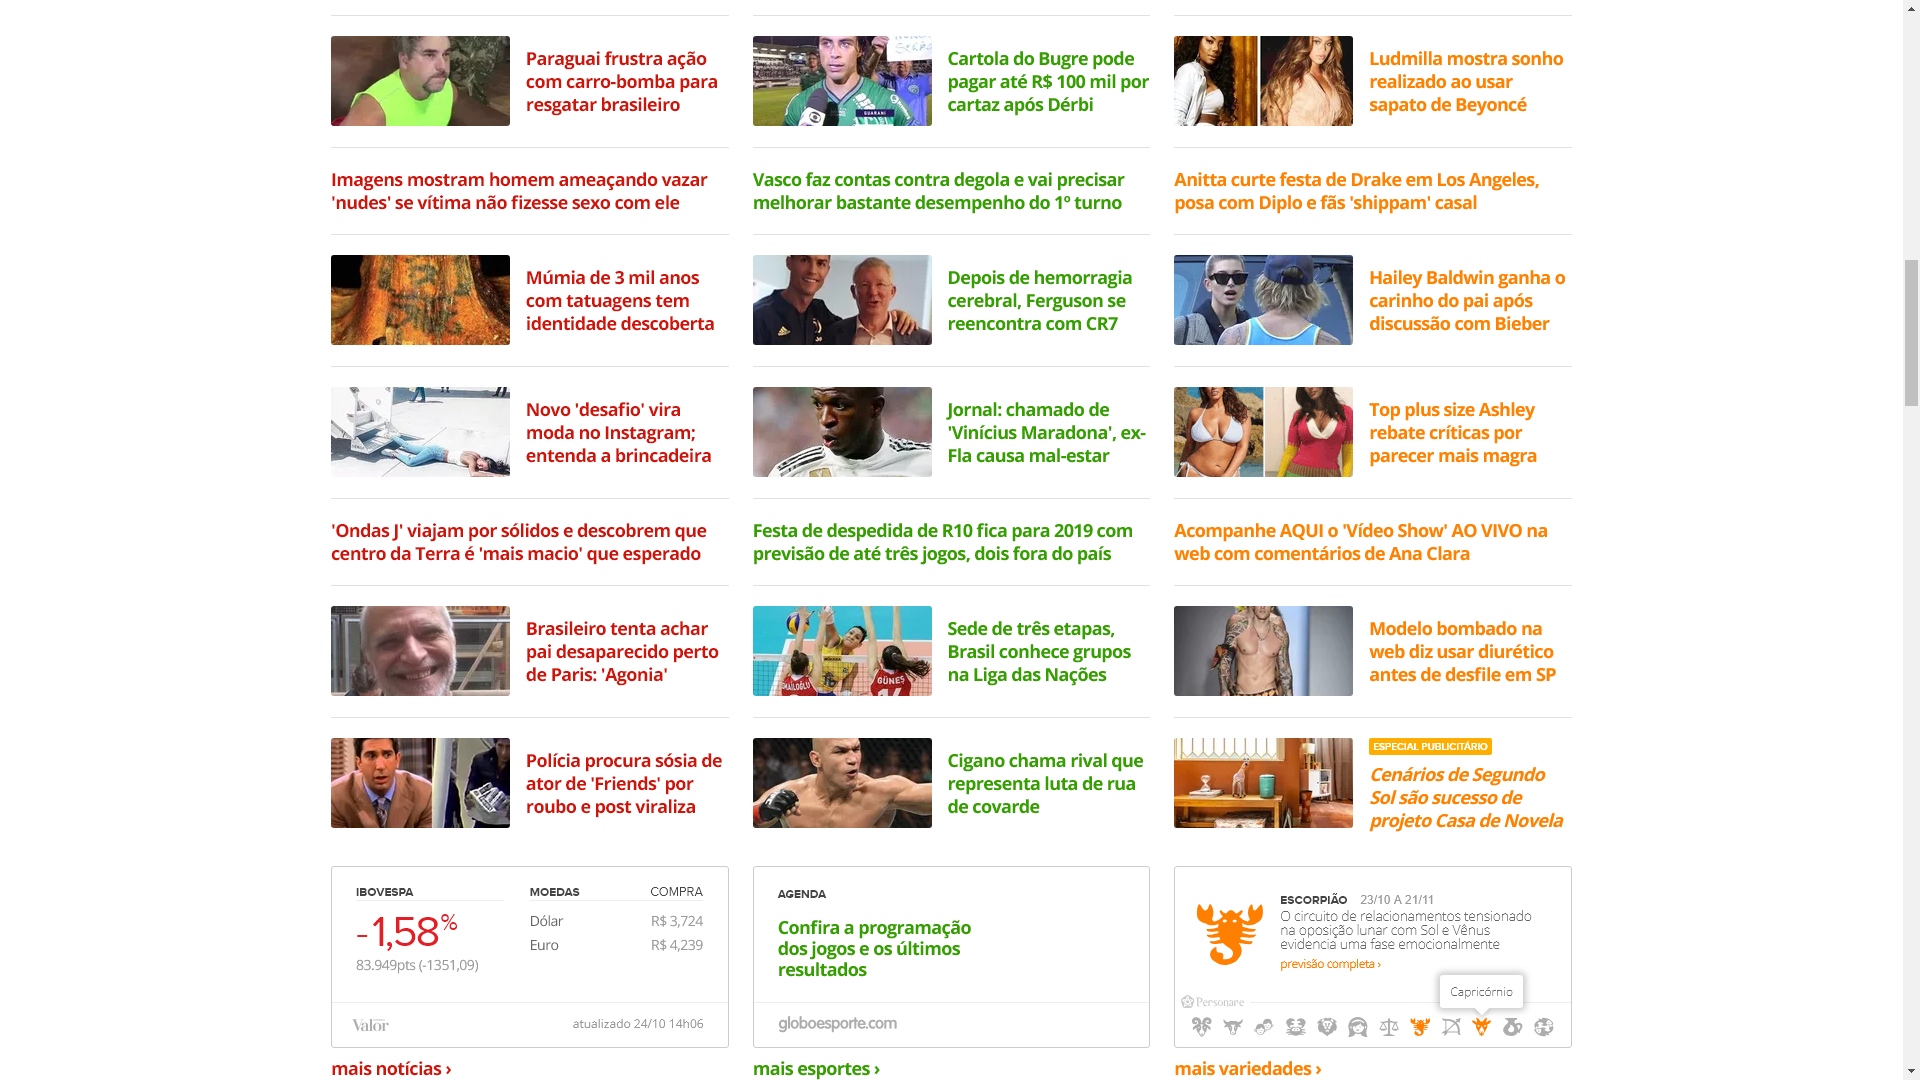 Paraguai frustra ação
com carro-bomba para
resgatar brasileiro
Imagens mostram homem ameaçando vazar
'nudes' se vítima não fizesse sexo com ele
Múmia de 3 mil anos
com tatuagens tem
identidade descoberta
Novo 'desafio' vira
moda no Instagram;
entenda a brincadeira
'Ondas J' viajam por sólidos e descobrem que
centro da Terra é 'mais macio' que esperado
Brasileiro tenta achar
pai desaparecido perto
de Paris: 'Agonia'
Polícia procura sósia de
ator de 'Friends' por
roubo e post viraliza
IBOVESPA
-1,58%
83.949pts (-1351,09)
MOEDAS COMPRA
Dólar R$ 3,724
Euro R$ 4,239
Valor
atualizado 24/10 14h06
mais notícias ›
GUARANI
Cartola do Bugre pode
pagar até R$ 100 mil por
cartaz após Dérbi
Vasco faz contas contra degola e vai precisar
melhorar bastante desempenho do 1º turno
Depois de hemorragia
cerebral, Ferguson se
reencontra com CR7
Jornal: chamado de
'Vinícius Maradona', ex-
Fla causa mal-estar
Festa de despedida de R10 fica para 2019 com
previsão de até três jogos, dois fora do país
GÜNEŞ
Sede de três etapas,
Brasil conhece grupos
na Liga das Nações
Cigano chama rival que
representa luta de rua
de covarde
AGENDA
Confira a programação
dos jogos e os últimos
resultados
globoesporte.com
mais esportes ›
Ludmilla mostra sonho
realizado ao usar
sapato de Beyoncé
Anitta curte festa de Drake em Los Angeles,
posa com Diplo e fãs 'shippam' casal
Hailey Baldwin ganha o
carinho do pai após
discussão com Bieber
Top plus size Ashley
rebate críticas por
parecer mais magra
Acompanhe AQUI o 'Vídeo Show' AO VIVO na
web com comentários de Ana Clara
Modelo bombado na
web diz usar diurético
antes de desfile em SP
ESPECIAL PUBLICITÁRIO
Cenários de Segundo
Sol são sucesso de
projeto Casa de Novela
ESCORPIÃO 23/10 A 21/11
O circuito de relacionamentos tensionado
na oposição lunar com Sol e Vênus
evidencia uma fase emocionalmente
previsão completa ›
Capricórnio
Personare
mais variedades ›